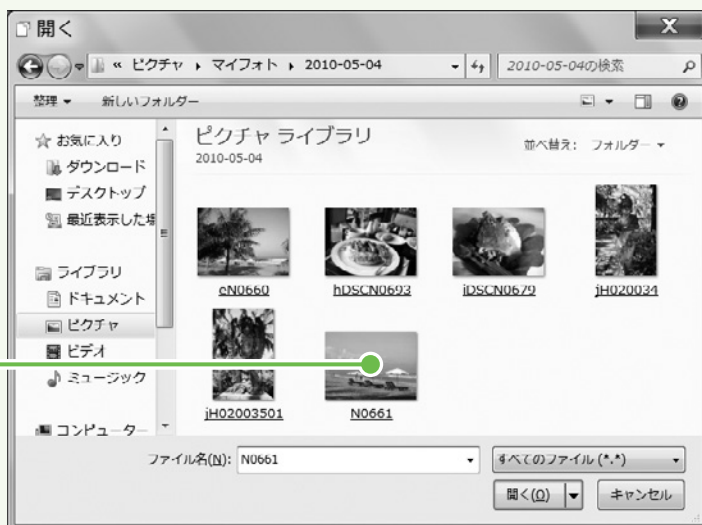 開く
« ピクチャ ▸ マイフォト ▸ 2010-05-04
2010-05-04の検索
整理 ▼ 新しいフォルダー
お気に入り
ダウンロード
デスクトップ
最近表示した場
ライブラリ
ドキュメント
ピクチャ
ビデオ
ミュージック
コンピューター
ピクチャ ライブラリ
2010-05-04
並べ替え: フォルダー ▼
eN0660
hDSCN0693
iDSCN0679
jH020034
jH02003501
N0661
ファイル名(N): N0661
すべてのファイル (*.*)
開く(O)
キャンセル